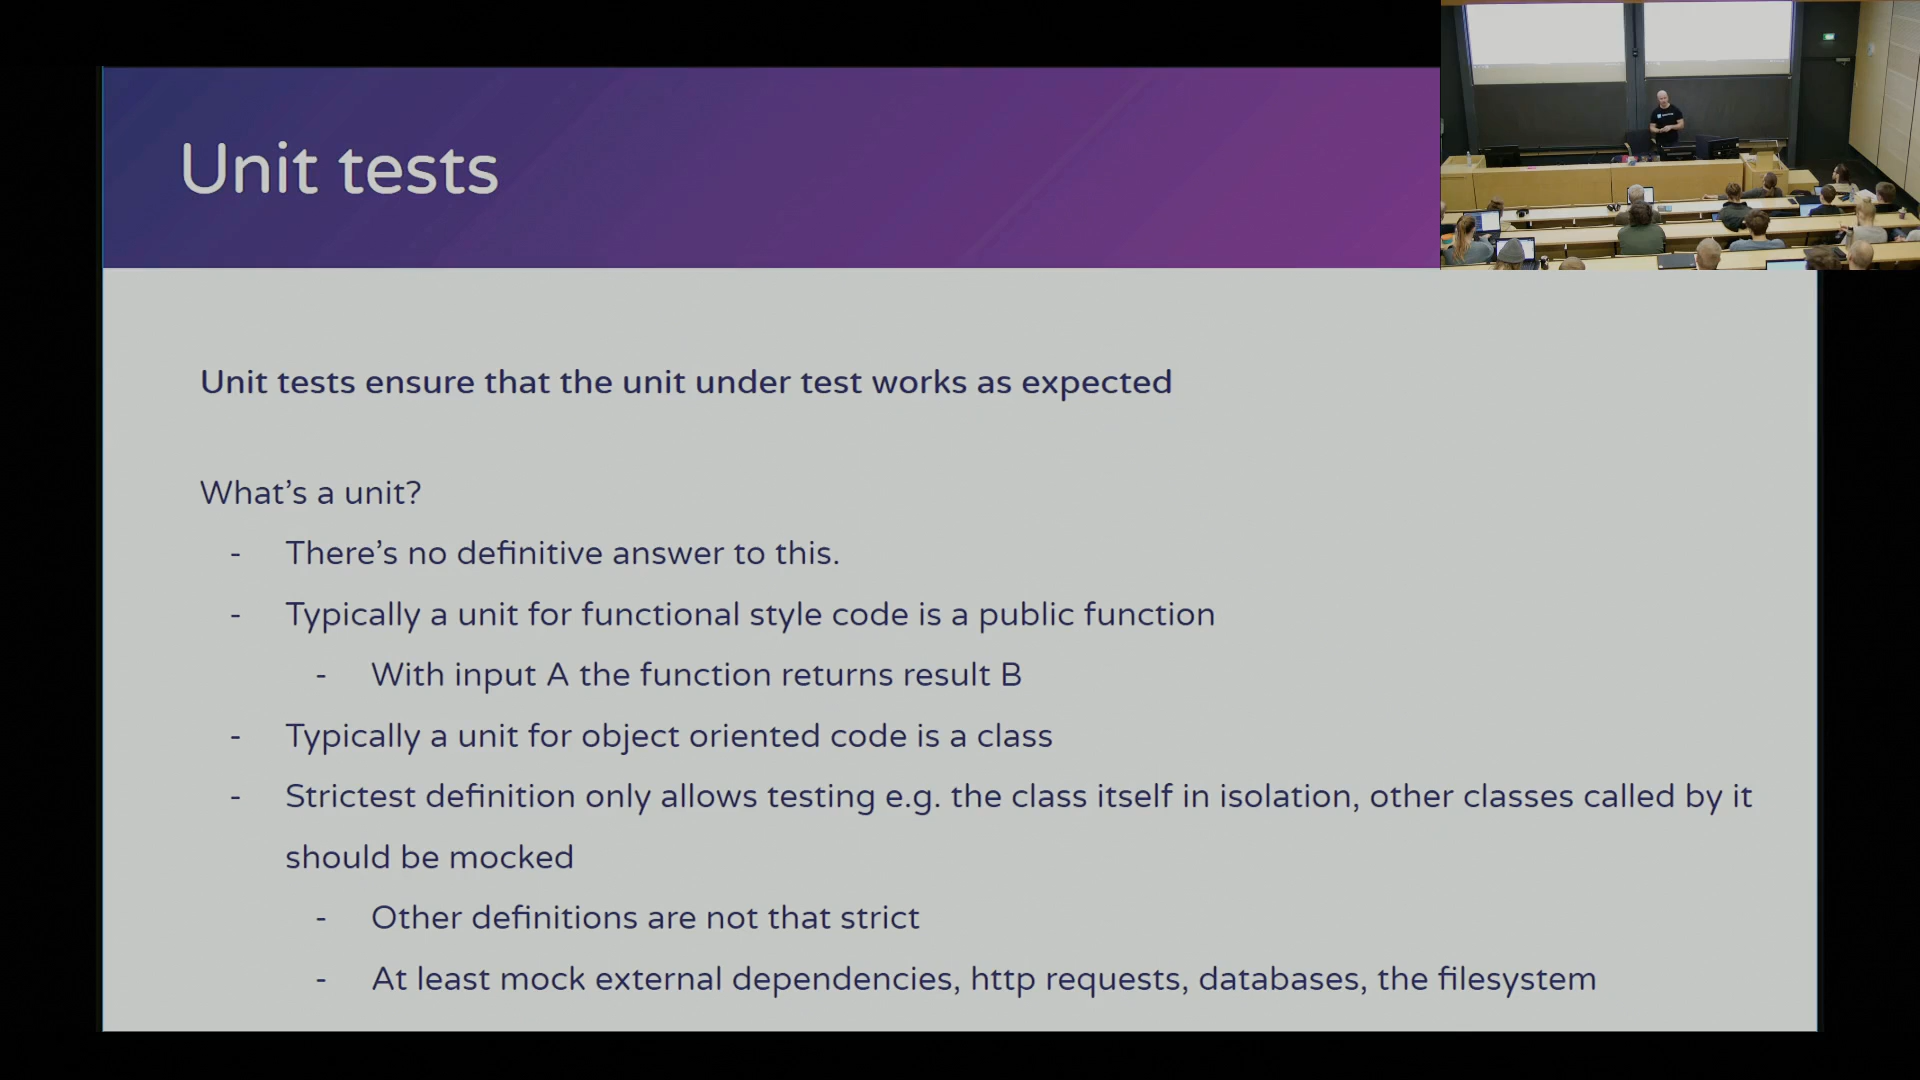 Unit tests
Unit tests ensure that the unit under test works as expected
What's a unit?
- There's no definitive answer to this.
- Typically a unit for functional style code is a public function
- With input A the function returns result B
- Typically a unit for object oriented code is a class
- Strictest definition only allows testing e.g. the class itself in isolation, other classes called by it
should be mocked
- Other definitions are not that strict
- At least mock external dependencies, http requests, databases, the filesystem